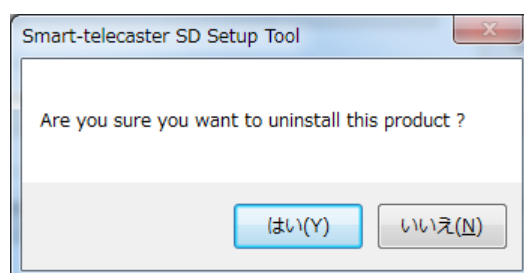 Smart-telecaster SD Setup Tool
Are you sure you want to uninstall this product ?
はい(Y)
いいえ(N)